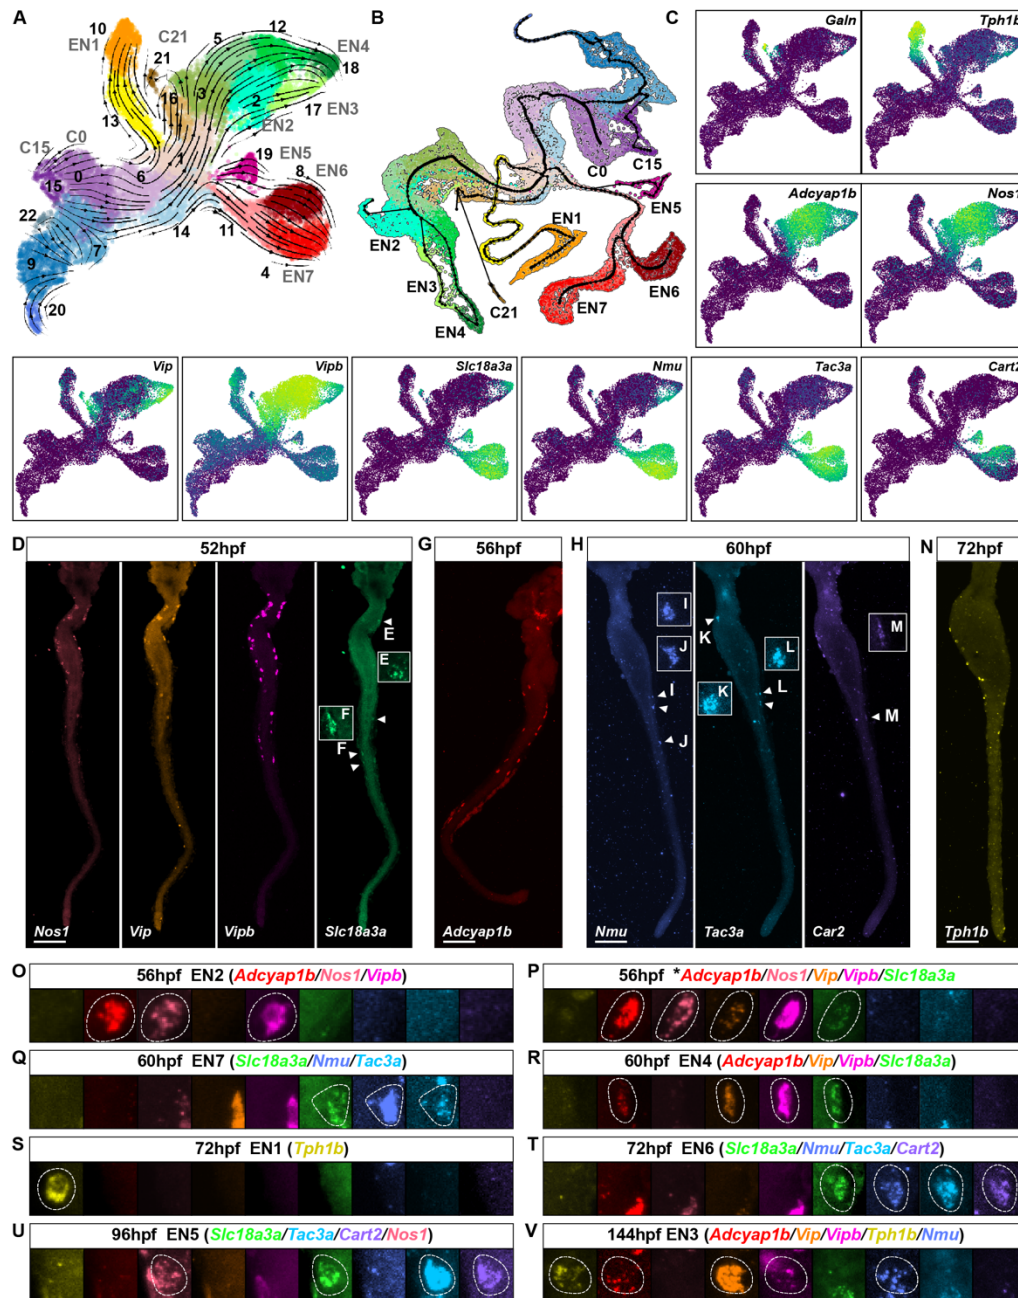 A
10
EN1
C21
21
5
12
EN4
18
16
3
2
17
EN3
EN2
13
1
C15
C0
15
0
6
19
EN5
8
EN6
22
14
11
7
9
4
EN7
20
B
C15
C0
EN5
EN1
EN2
EN6
EN3
EN7
C21
EN4
C
Galn
Tph1b
Adcyap1b
Nos1
Vip
Vipb
Slc18a3a
Nmu
Tac3a
Cart2
D
52hpf
G
56hpf
H
60hpf
N
72hpf
E
E
F
F
I
J
I
J
K
L
L
K
M
M
Nos1
Vip
Vipb
Slc18a3a
Adcyap1b
Nmu
Tac3a
Car2
Tph1b
O
56hpf EN2 (Adcyap1b/Nos1/Vipb)
P
56hpf *Adcyap1b/Nos1/Vip/Vipb/Slc18a3a
Q
60hpf EN7 (Slc18a3a/Nmu/Tac3a)
R
60hpf EN4 (Adcyap1b/Vip/Vipb/Slc18a3a)
S
72hpf EN1 (Tph1b)
T
72hpf EN6 (Slc18a3a/Nmu/Tac3a/Cart2)
U
96hpf EN5 (Slc18a3a/Tac3a/Cart2/Nos1)
V
144hpf EN3 (Adcyap1b/Vip/Vipb/Tph1b/Nmu)